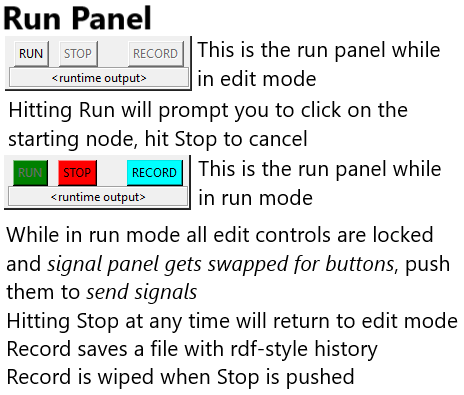 Run Panel
RUN STOP RECORD This is the run panel while
<runtime output> in edit mode
Hitting Run will prompt you to click on the
starting node, hit Stop to cancel
RUN STOP RECORD This is the run panel while
<runtime output> in run mode
While in run mode all edit controls are locked
and signal panel gets swapped for buttons, push
them to send signals
Hitting Stop at any time will return to edit mode
Record saves a file with rdf-style history
Record is wiped when Stop is pushed